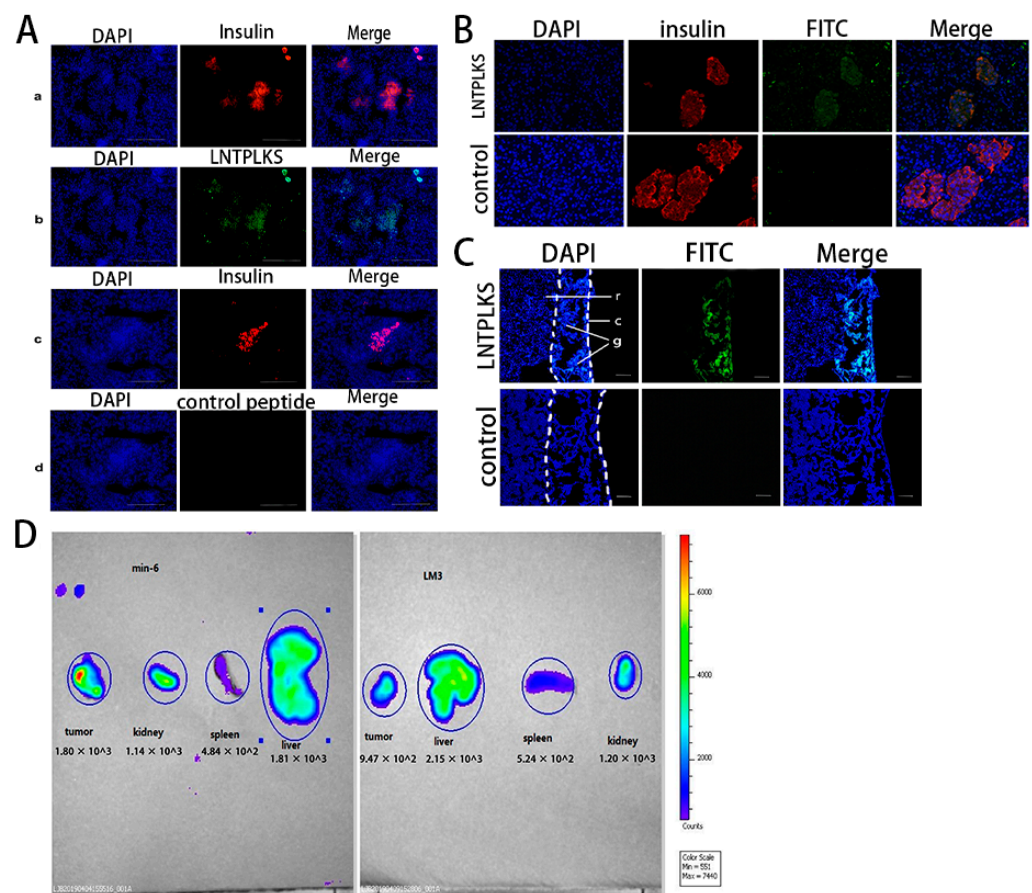 A
DAPI Insulin Merge
a
DAPI LNTPLKS Merge
b
DAPI Insulin Merge
c
DAPI control peptide Merge
d
B
DAPI insulin FITC Merge
LNTPLKS
control
C
DAPI FITC Merge
LNTPLKS
r
c
g
control
D
min-6
tumor kidney spleen liver
1.80 × 10^3 1.14 × 10^3 4.84 × 10^2 1.81 × 10^3
LM3
tumor liver spleen kidney
9.47 × 10^2 2.15 × 10^3 5.24 × 10^2 1.20 × 10^3
6000
4000
2000
Counts
Color Scale
Min = 551
Max = 7440